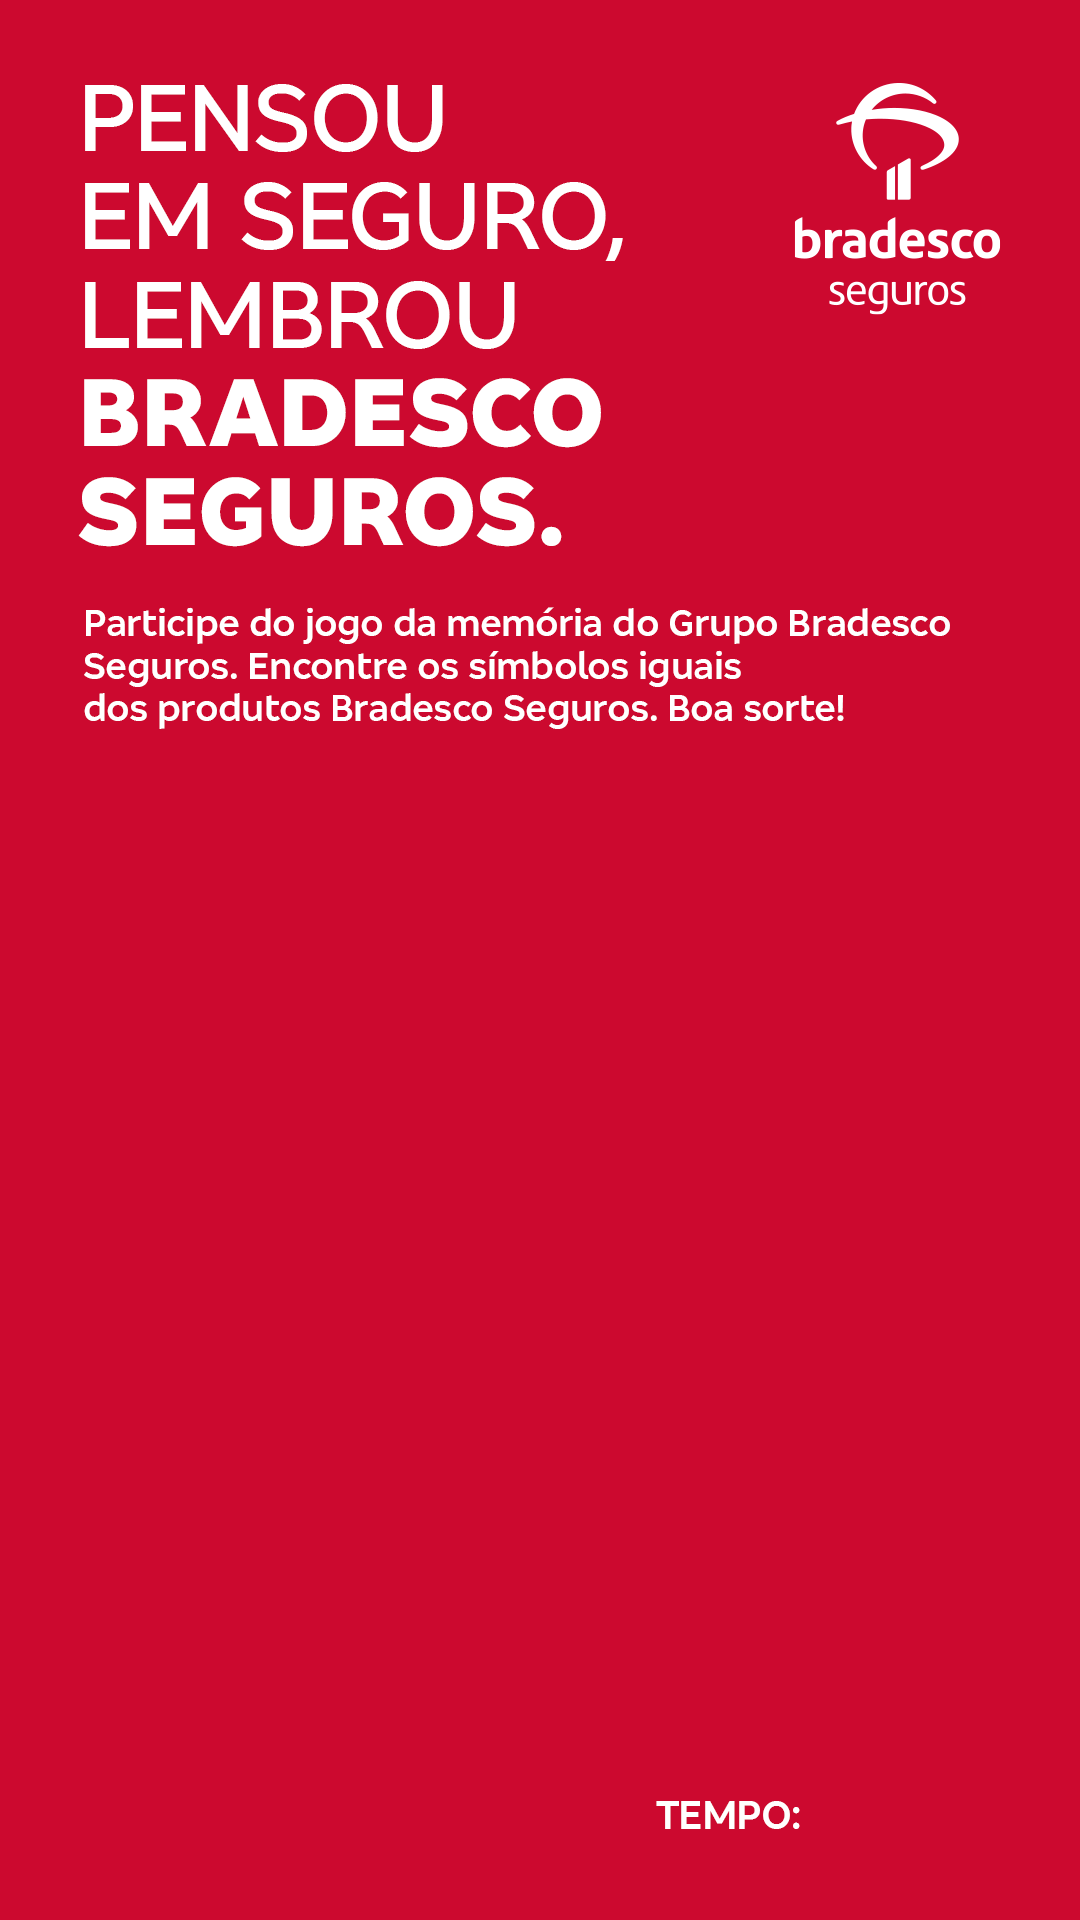 PENSOU
EM SEGURO,
LEMBROU
BRADESCO
SEGUROS.
bradesco
seguros
Participe do jogo da memória do Grupo Bradesco
Seguros. Encontre os símbolos iguais
dos produtos Bradesco Seguros. Boa sorte!
TEMPO: